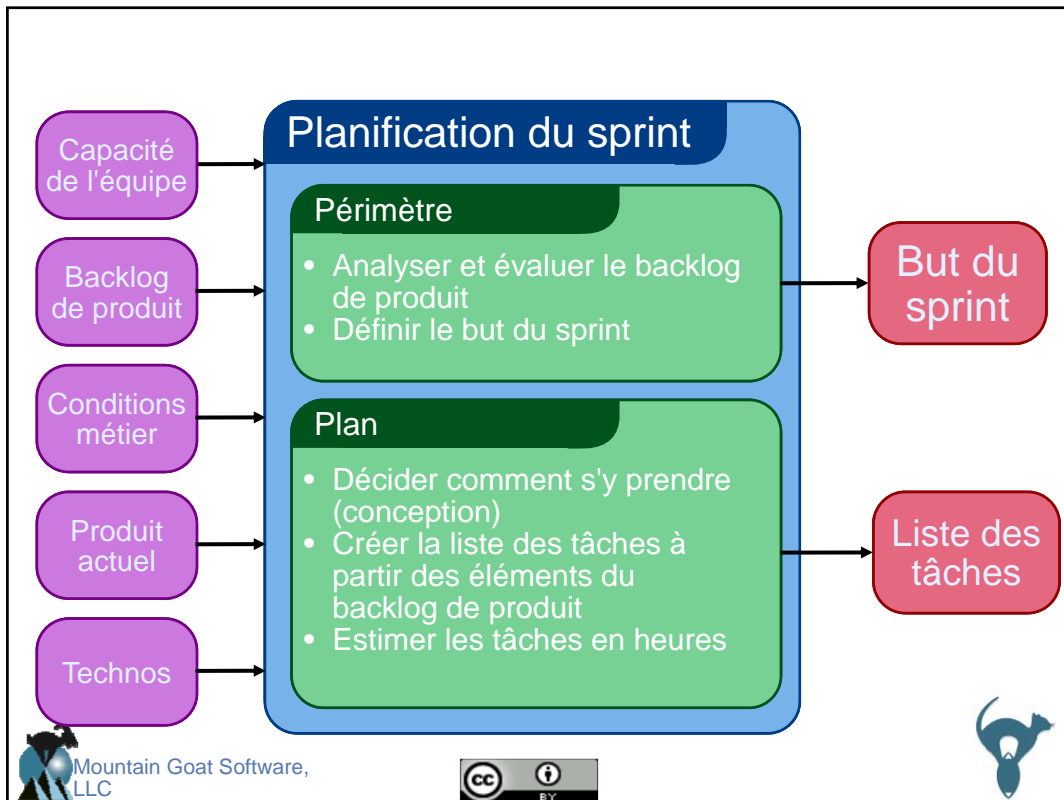 Capacité
de l'équipe
Backlog
de produit
Conditions
métier
Produit
actuel
Technos
Planification du sprint
Périmètre
• Analyser et évaluer le backlog
de produit
• Définir le but du sprint
Plan
• Décider comment s'y prendre
(conception)
• Créer la liste des tâches à
partir des éléments du
backlog de produit
• Estimer les tâches en heures
But du
sprint
Liste des
tâches
Mountain Goat Software,
LLC
cc
BY